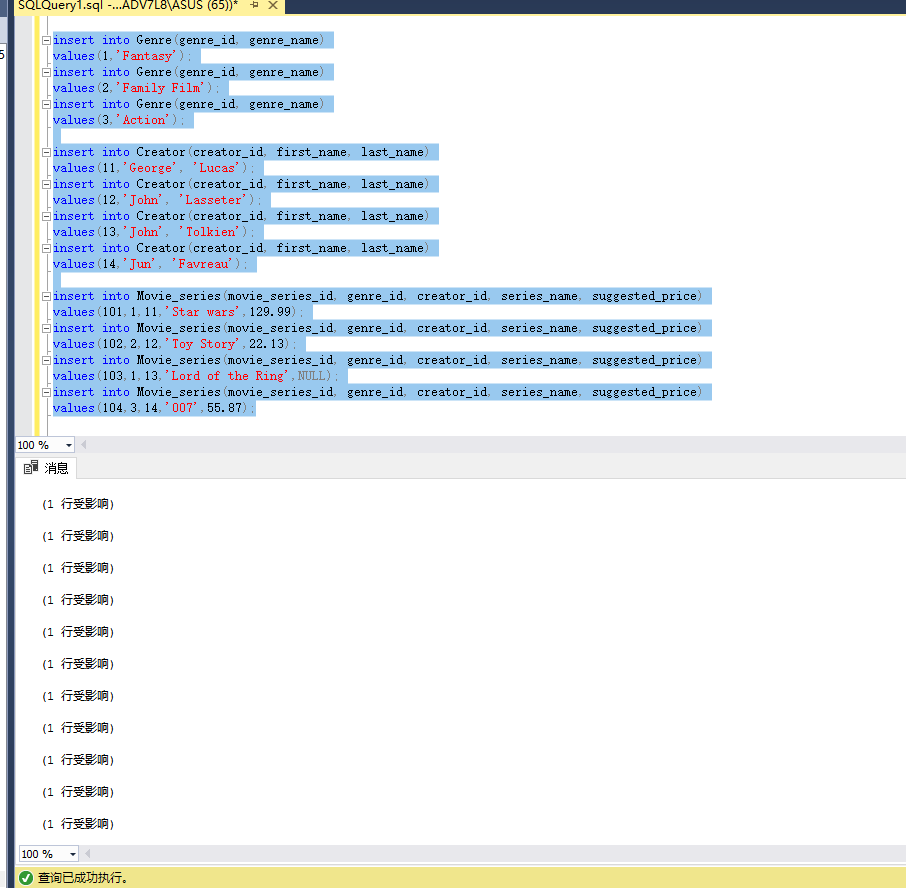 SQLQuery1.sql -...ADV7L8\ASUS (65))*
5
insert into Genre(genre_id, genre_name)
values(1,'Fantasy');
insert into Genre(genre_id, genre_name)
values(2,'Family Film');
insert into Genre(genre_id, genre_name)
values(3,'Action');
insert into Creator(creator_id, first_name, last_name)
values(11,'George', 'Lucas');
insert into Creator(creator_id, first_name, last_name)
values(12,'John', 'Lasseter');
insert into Creator(creator_id, first_name, last_name)
values(13,'John', 'Tolkien');
insert into Creator(creator_id, first_name, last_name)
values(14,'Jun', 'Favreau');
insert into Movie_series(movie_series_id, genre_id, creator_id, series_name, suggested_price)
values(101,1,11,'Star wars',129.99);
insert into Movie_series(movie_series_id, genre_id, creator_id, series_name, suggested_price)
values(102,2,12,'Toy Story',22.13);
insert into Movie_series(movie_series_id, genre_id, creator_id, series_name, suggested_price)
values(103,1,13,'Lord of the Ring',NULL);
insert into Movie_series(movie_series_id, genre_id, creator_id, series_name, suggested_price)
values(104,3,14,'007',55.87);
100 %
消息
(1 行受影响)
(1 行受影响)
(1 行受影响)
(1 行受影响)
(1 行受影响)
(1 行受影响)
(1 行受影响)
(1 行受影响)
(1 行受影响)
(1 行受影响)
(1 行受影响)
100 %
查询已成功执行。